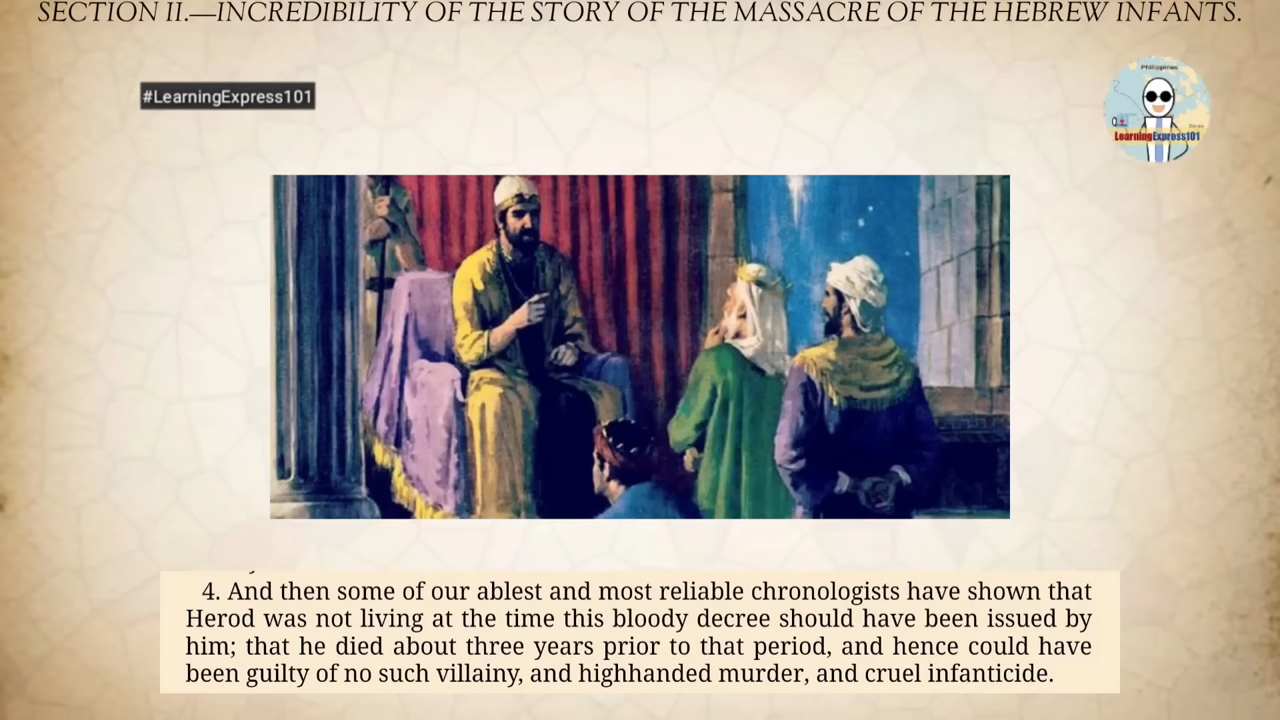 SECTION II.—INCREDIBILITY OF THE STORY OF THE MASSACRE OF THE HEBREW INFANTS.
#LearningExpress101
Philippines
LearningExpress101
4. And then some of our ablest and most reliable chronologists have shown that
Herod was not living at the time this bloody decree should have been issued by
him; that he died about three years prior to that period, and hence could have
been guilty of no such villainy, and highhanded murder, and cruel infanticide.